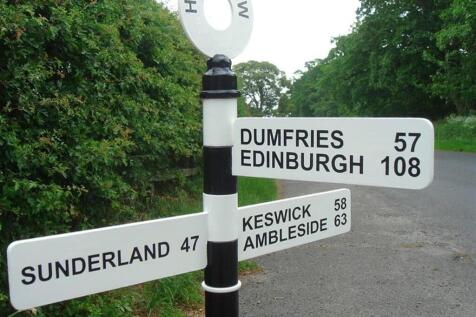 H W
DUMFRIES 57
EDINBURGH 108
KESWICK 58
AMBLESIDE 63
SUNDERLAND 47